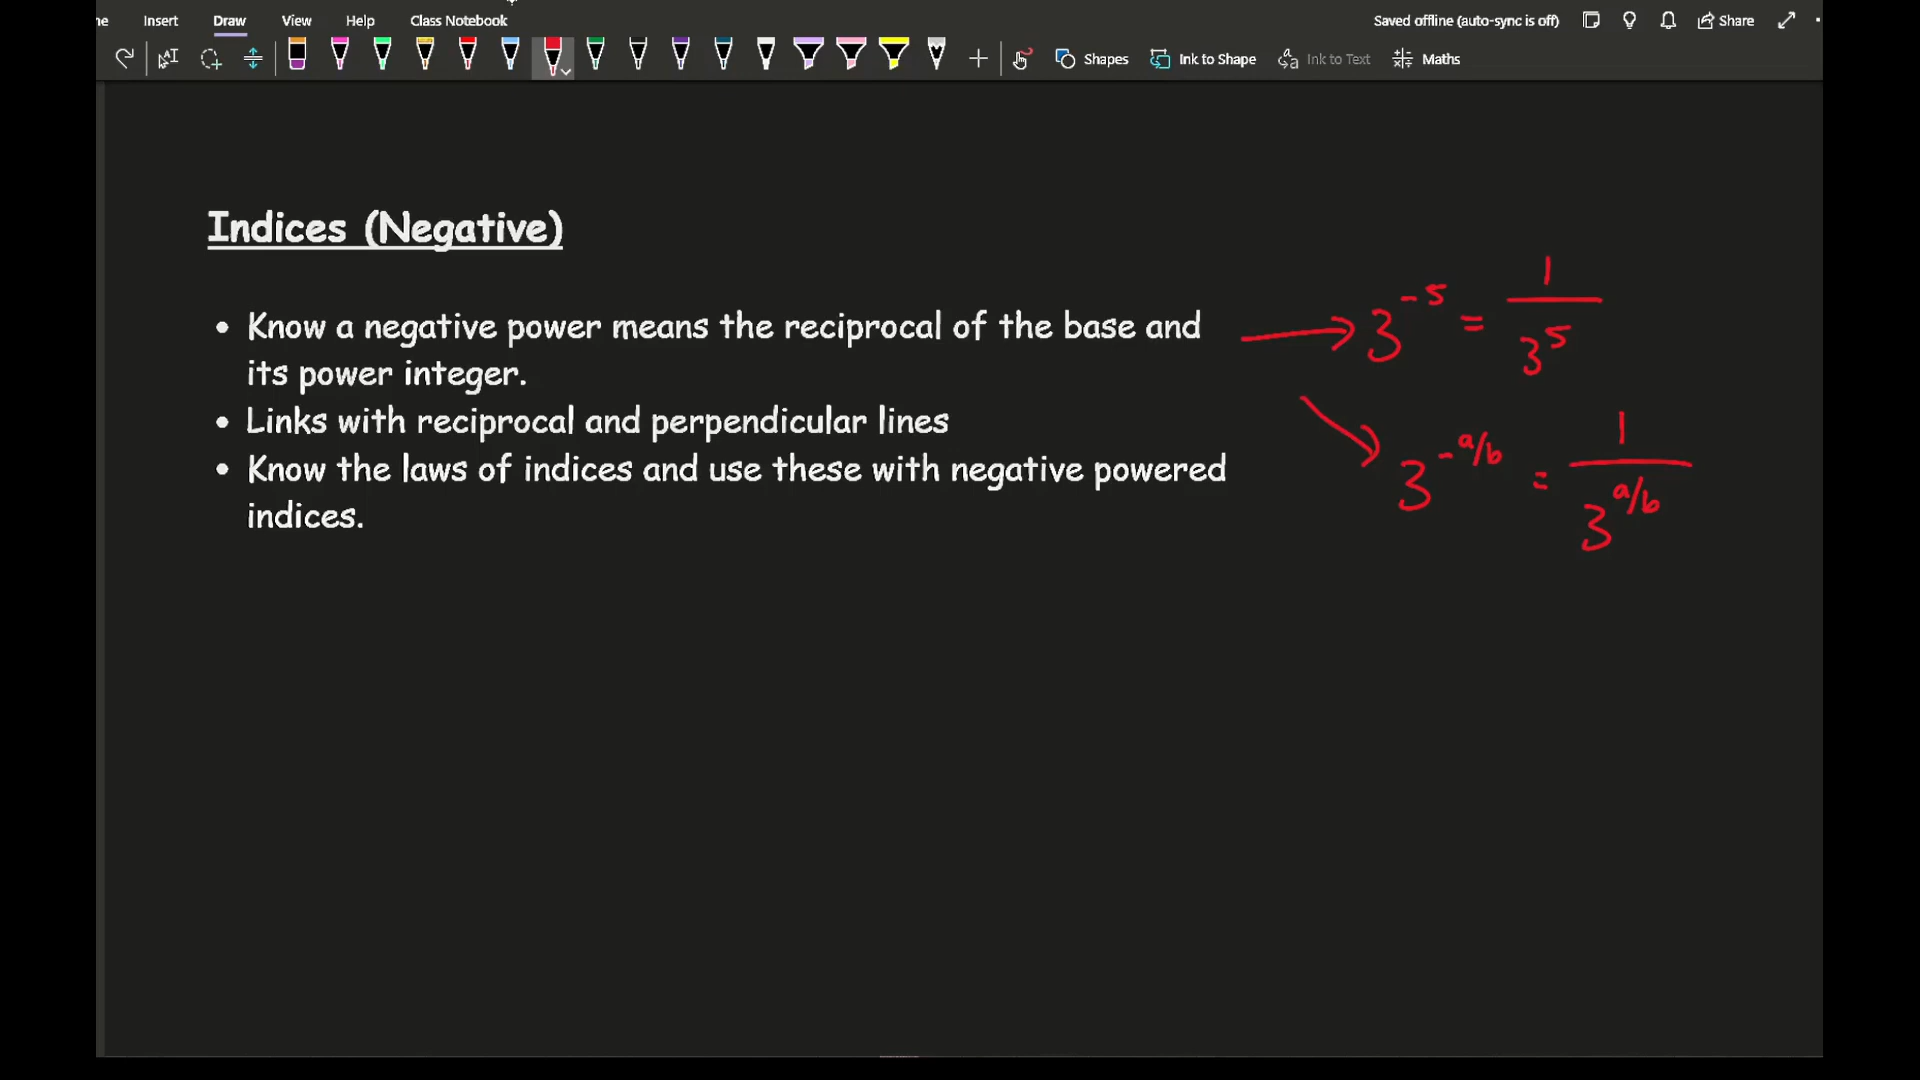 ne Insert Draw View Help Class Notebook Saved offline (auto-sync is off) Share
Shapes Ink to Shape Ink to Text Maths
Indices (Negative)
• Know a negative power means the reciprocal of the base and
its power integer.
• Links with reciprocal and perpendicular lines
• Know the laws of indices and use these with negative powered
indices.
3^-5 = 1/3^5
3^-a/b = 1/3^a/b